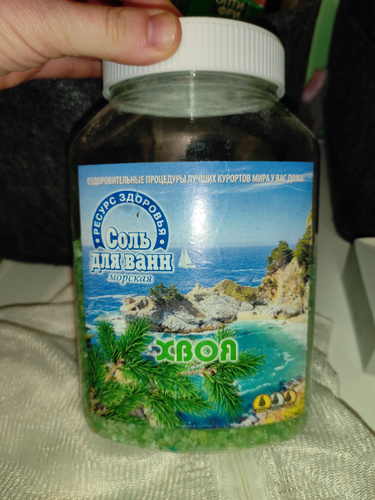 ОЗДОРОВИТЕЛЬНЫЕ ПРОЦЕДУРЫ ЛУЧШИХ КУРОРТОВ МИРА У ВАС ДОМА
РЕСУРС ЗДОРОВЬЯ
Соль
для ванн
морская
ХВОЯ